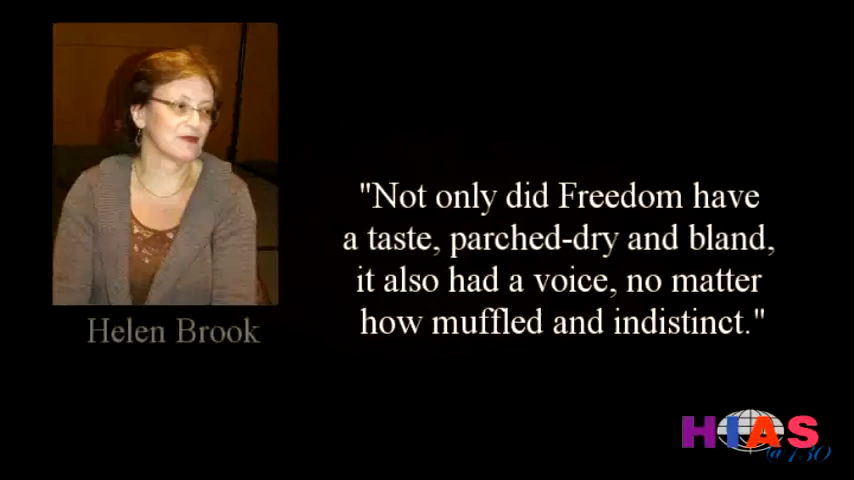 "Not only did Freedom have
a taste, parched-dry and bland,
it also had a voice, no matter
how muffled and indistinct."
Helen Brook
HIAS
@130